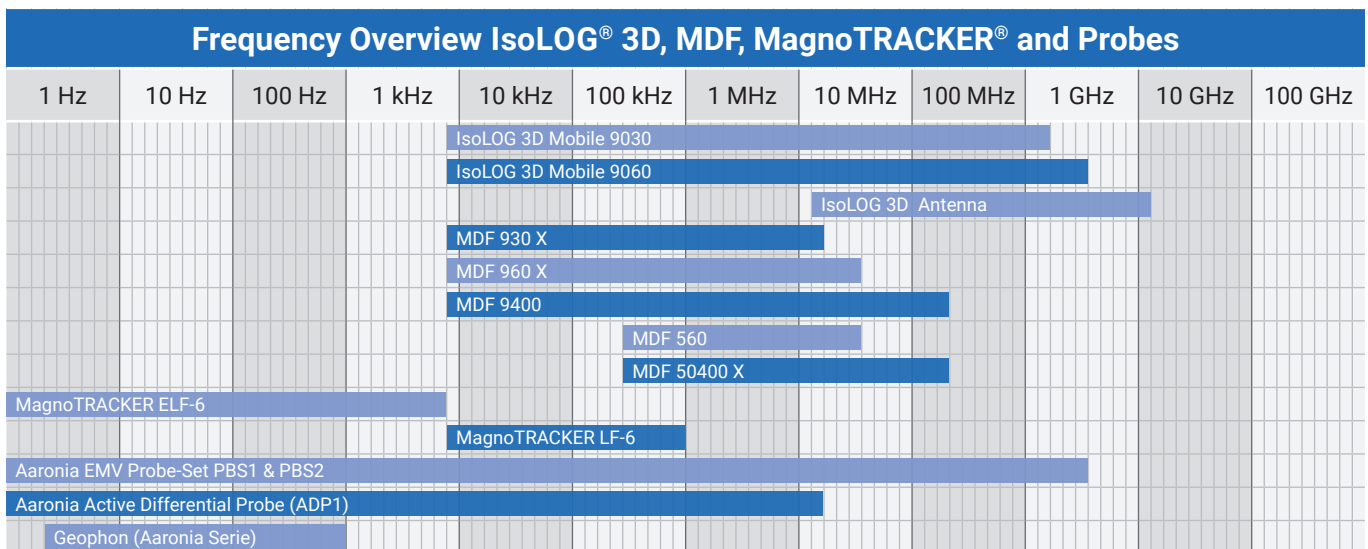 Frequency Overview IsoLOG® 3D, MDF, MagnoTRACKER® and Probes
1 Hz 10 Hz 100 Hz 1 kHz 10 kHz 100 kHz 1 MHz 10 MHz 100 MHz 1 GHz 10 GHz 100 GHz
IsoLOG 3D Mobile 9030
IsoLOG 3D Mobile 9060
IsoLOG 3D Antenna
MDF 930 X
MDF 960 X
MDF 9400
MDF 560
MDF 50400 X
MagnoTRACKER ELF-6
MagnoTRACKER LF-6
Aaronia EMV Probe-Set PBS1 & PBS2
Aaronia Active Differential Probe (ADP1)
Geophon (Aaronia Serie)